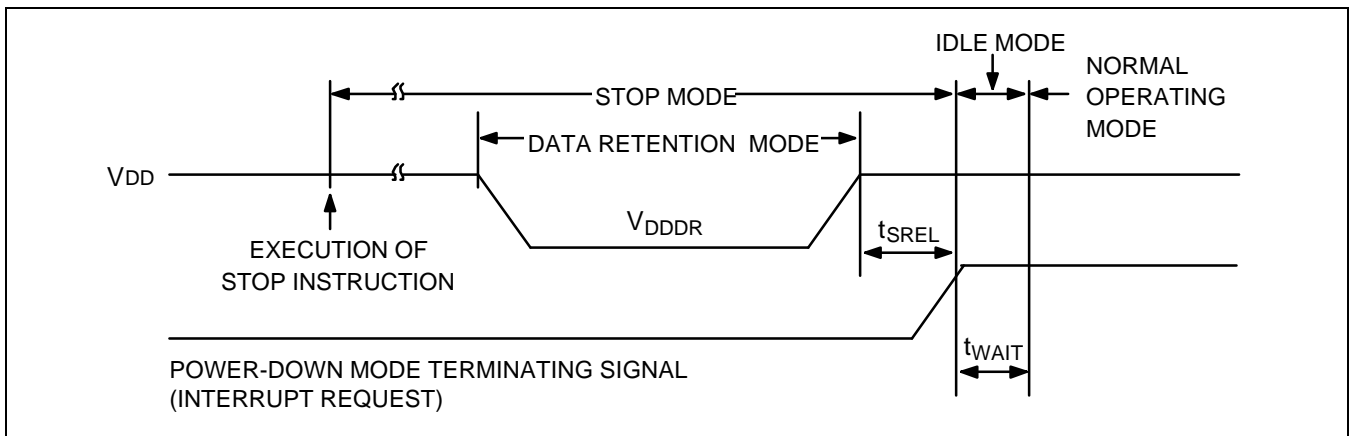 IDLE MODE
NORMAL
OPERATING
MODE
STOP MODE
DATA RETENTION MODE
VDD
VDDDR
tSREL
EXECUTION OF
STOP INSTRUCTION
tWAIT
POWER-DOWN MODE TERMINATING SIGNAL
(INTERRUPT REQUEST)